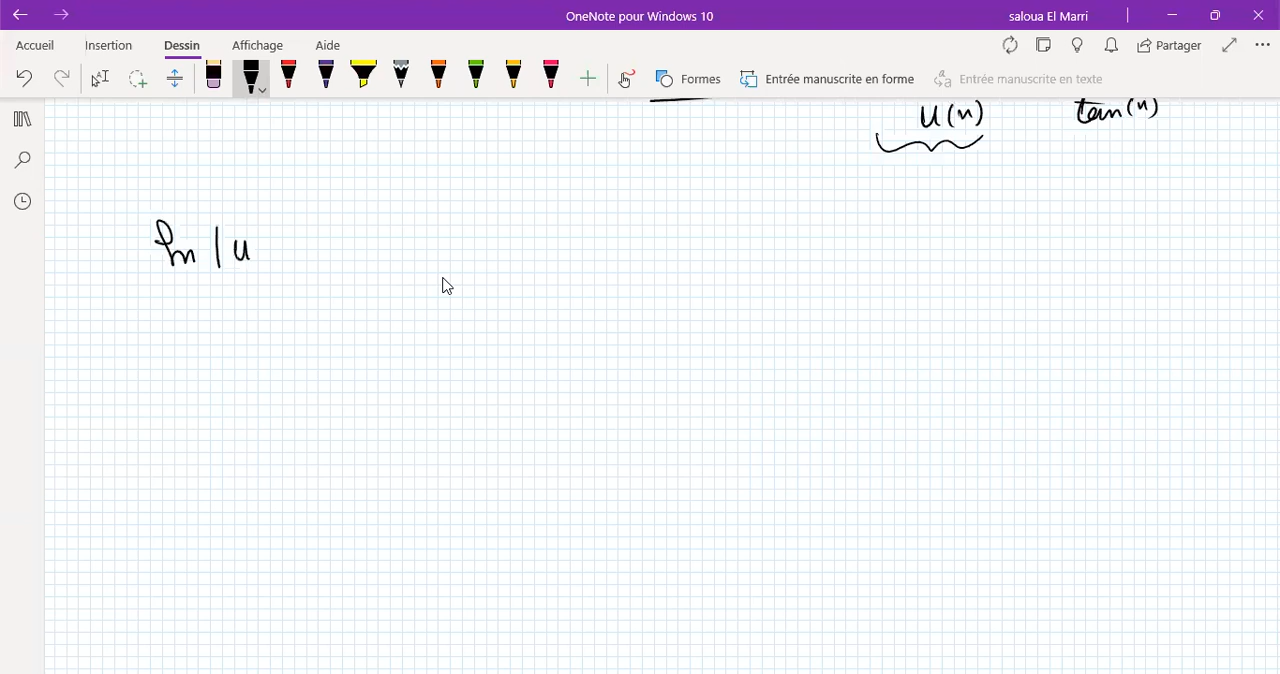 OneNote pour Windows 10
saloua El Marri
Accueil Insertion Dessin Affichage Aide
Partager
Formes Entrée manuscrite en forme Entrée manuscrite en texte
u(x) tan(x)
ln |u